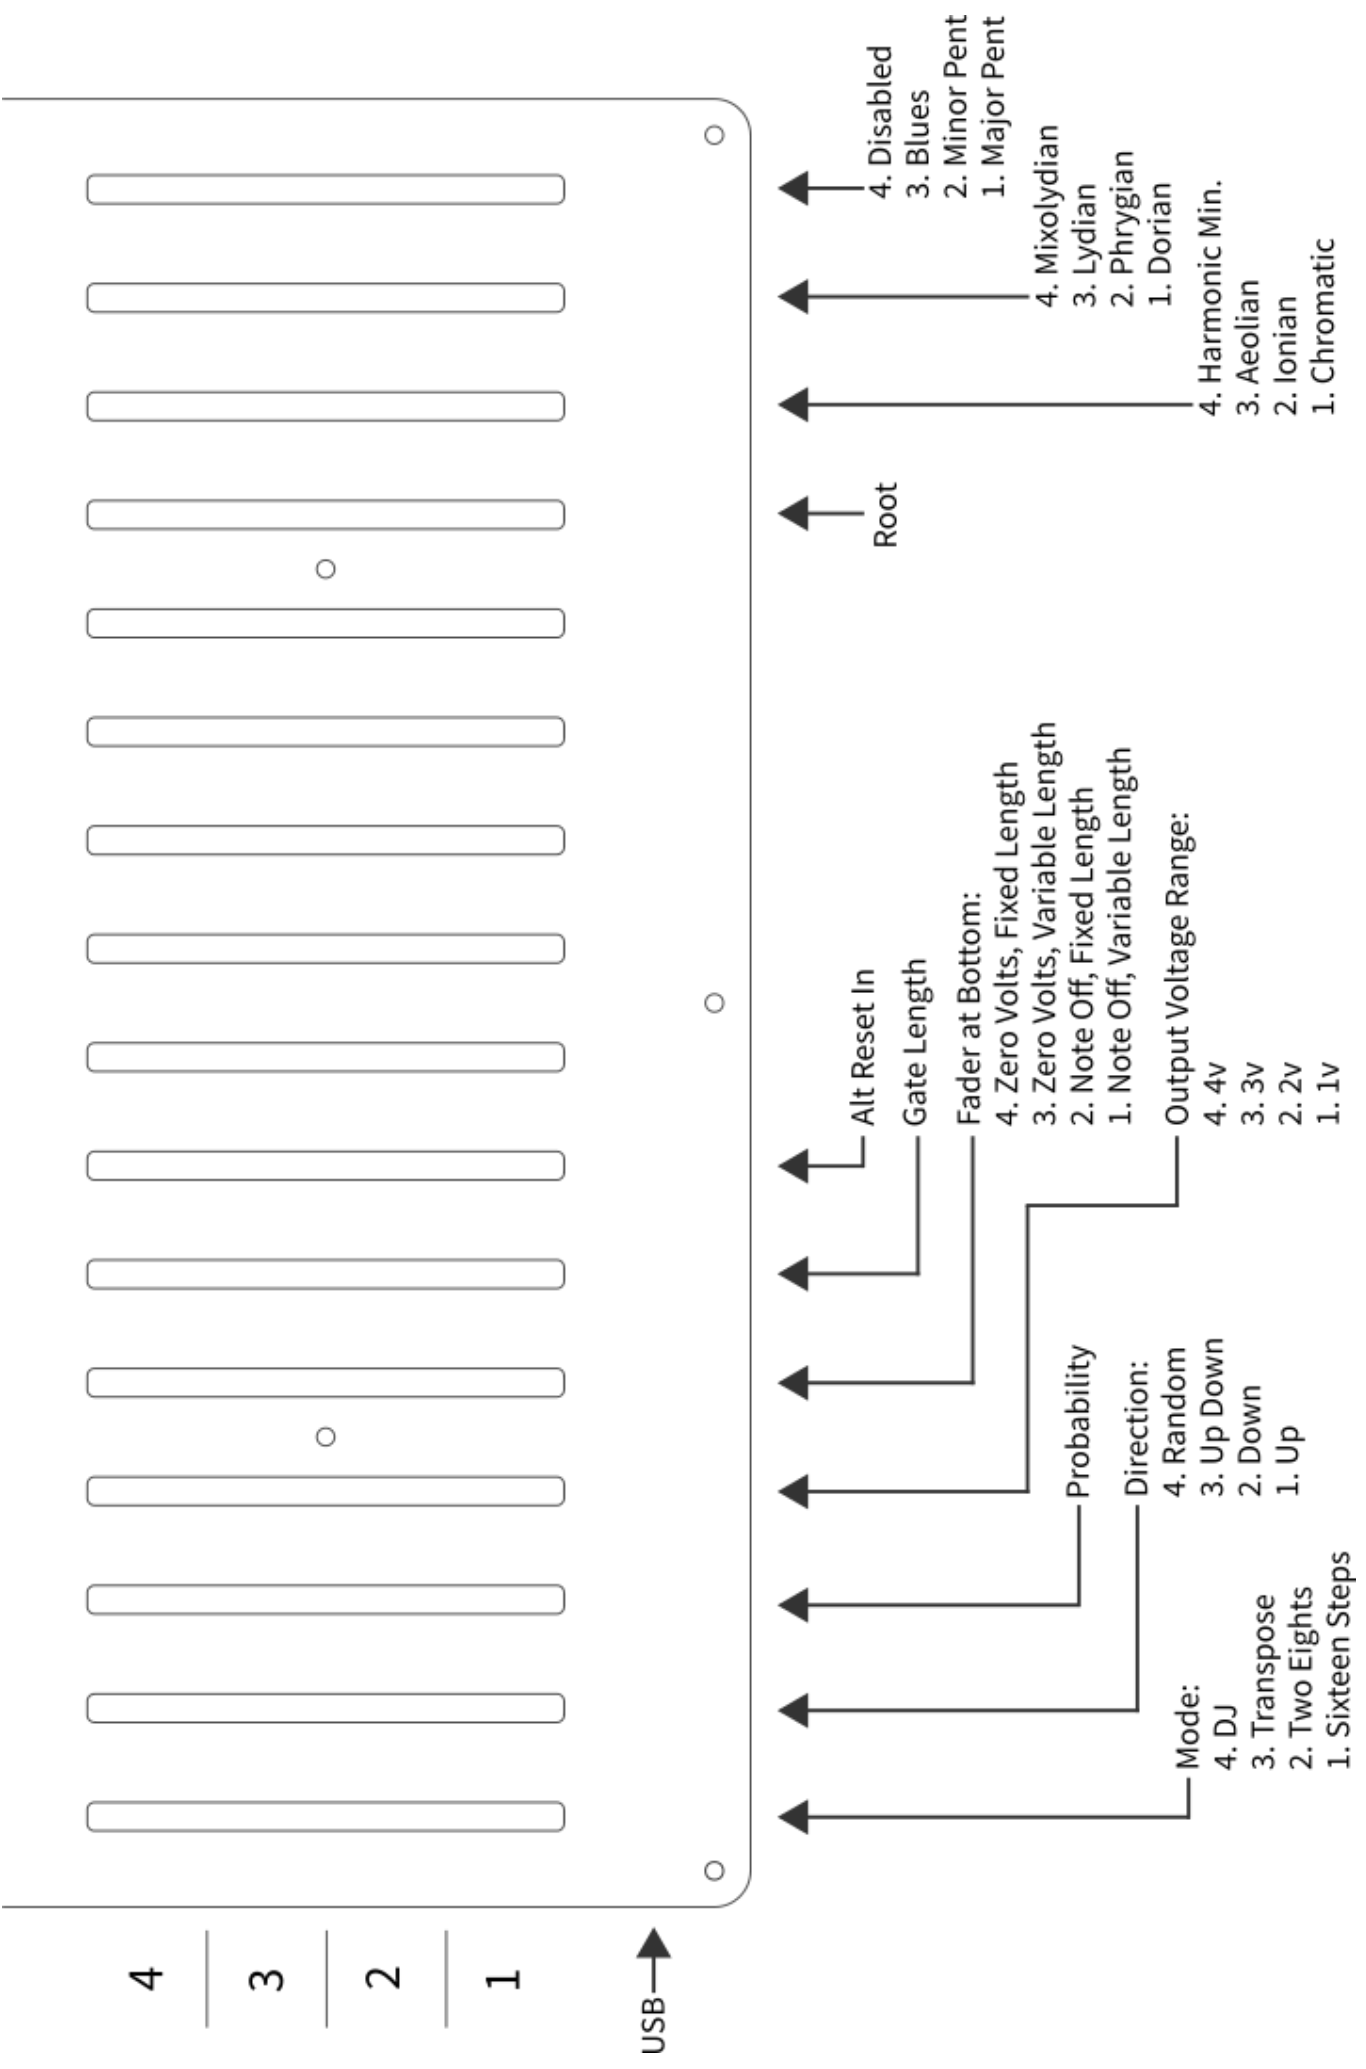 4
3
2
1
USB
Mode:
4. DJ
3. Transpose
2. Two Eights
1. Sixteen Steps
Direction:
4. Random
3. Up Down
2. Down
1. Up
Probability
Output Voltage Range:
4. 4v
3. 3v
2. 2v
1. 1v
Fader at Bottom:
4. Zero Volts, Fixed Length
3. Zero Volts, Variable Length
2. Note Off, Fixed Length
1. Note Off, Variable Length
Gate Length
Alt Reset In
Root
4. Harmonic Min.
3. Aeolian
2. Ionian
1. Chromatic
4. Mixolydian
3. Lydian
2. Phrygian
1. Dorian
4. Disabled
3. Blues
2. Minor Pent
1. Major Pent